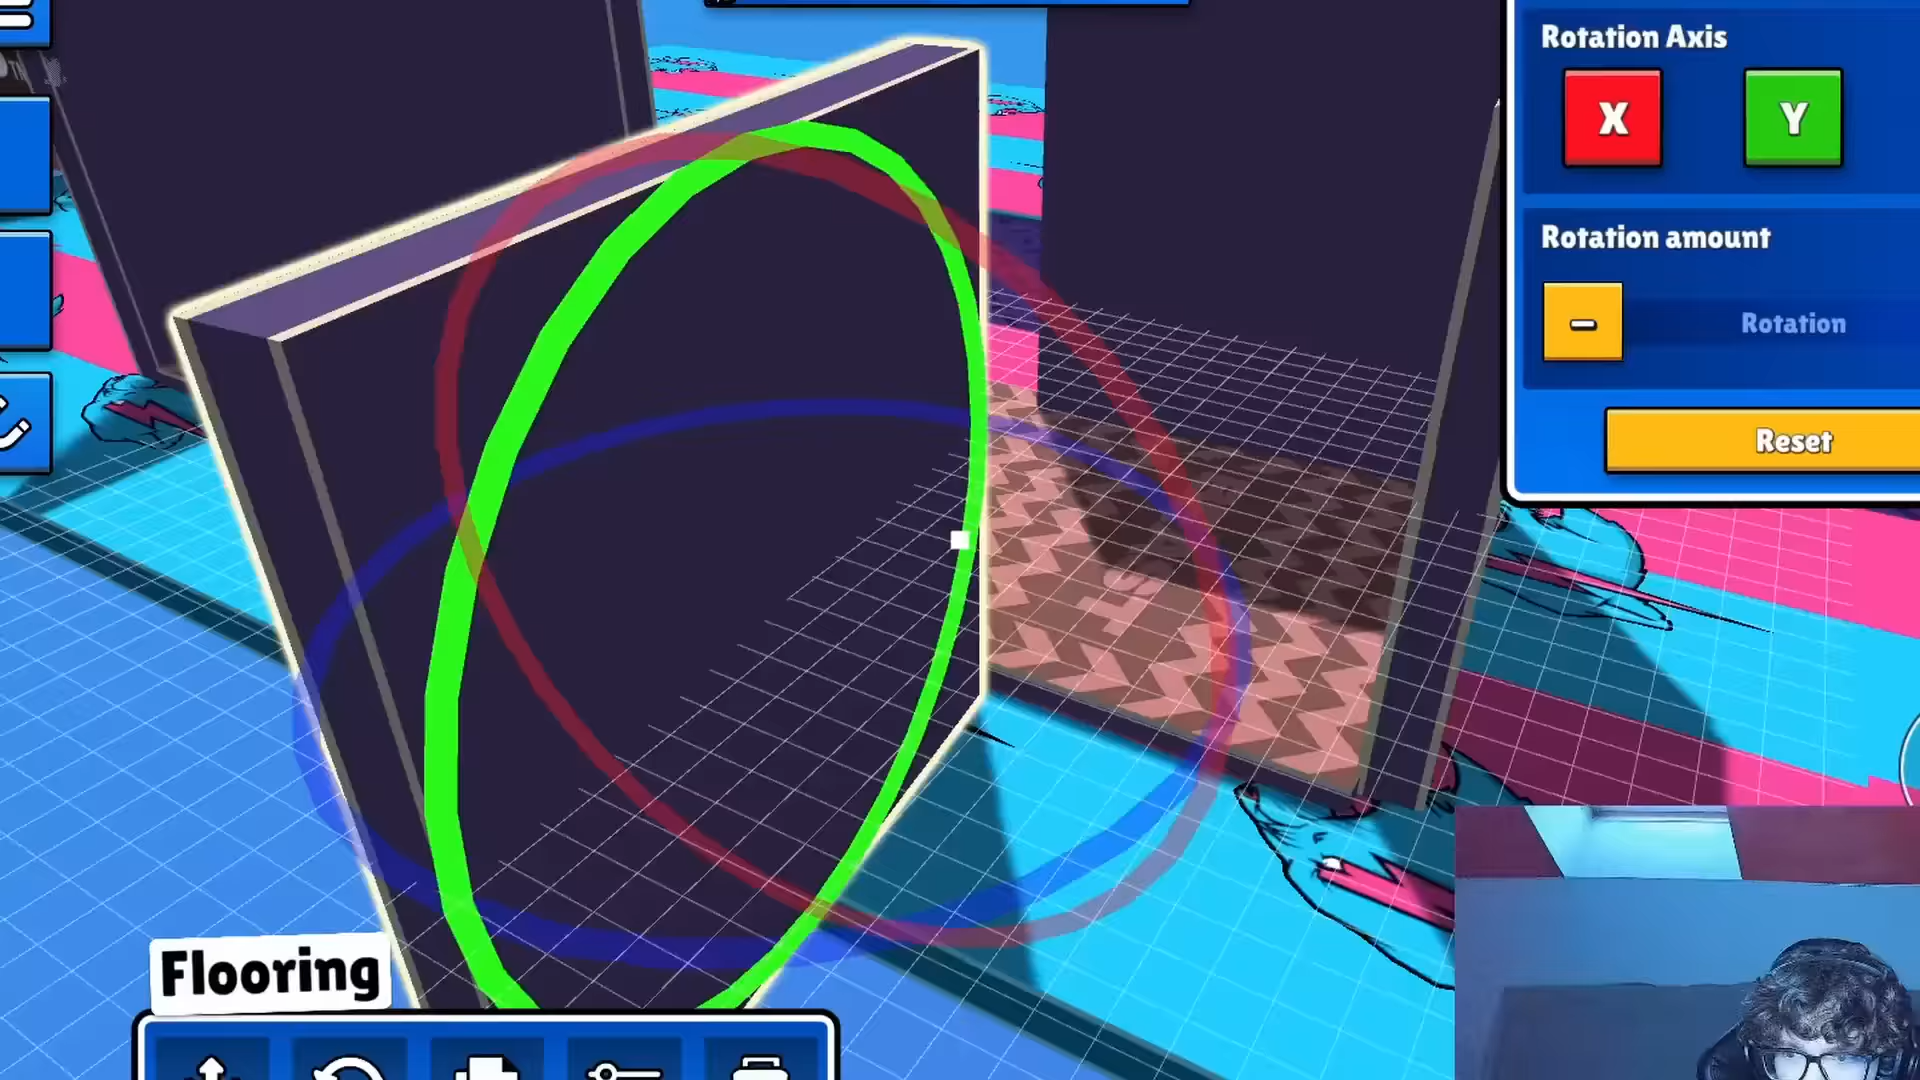 Rotation Axis
X Y
Rotation amount
- Rotation
Reset
Flooring